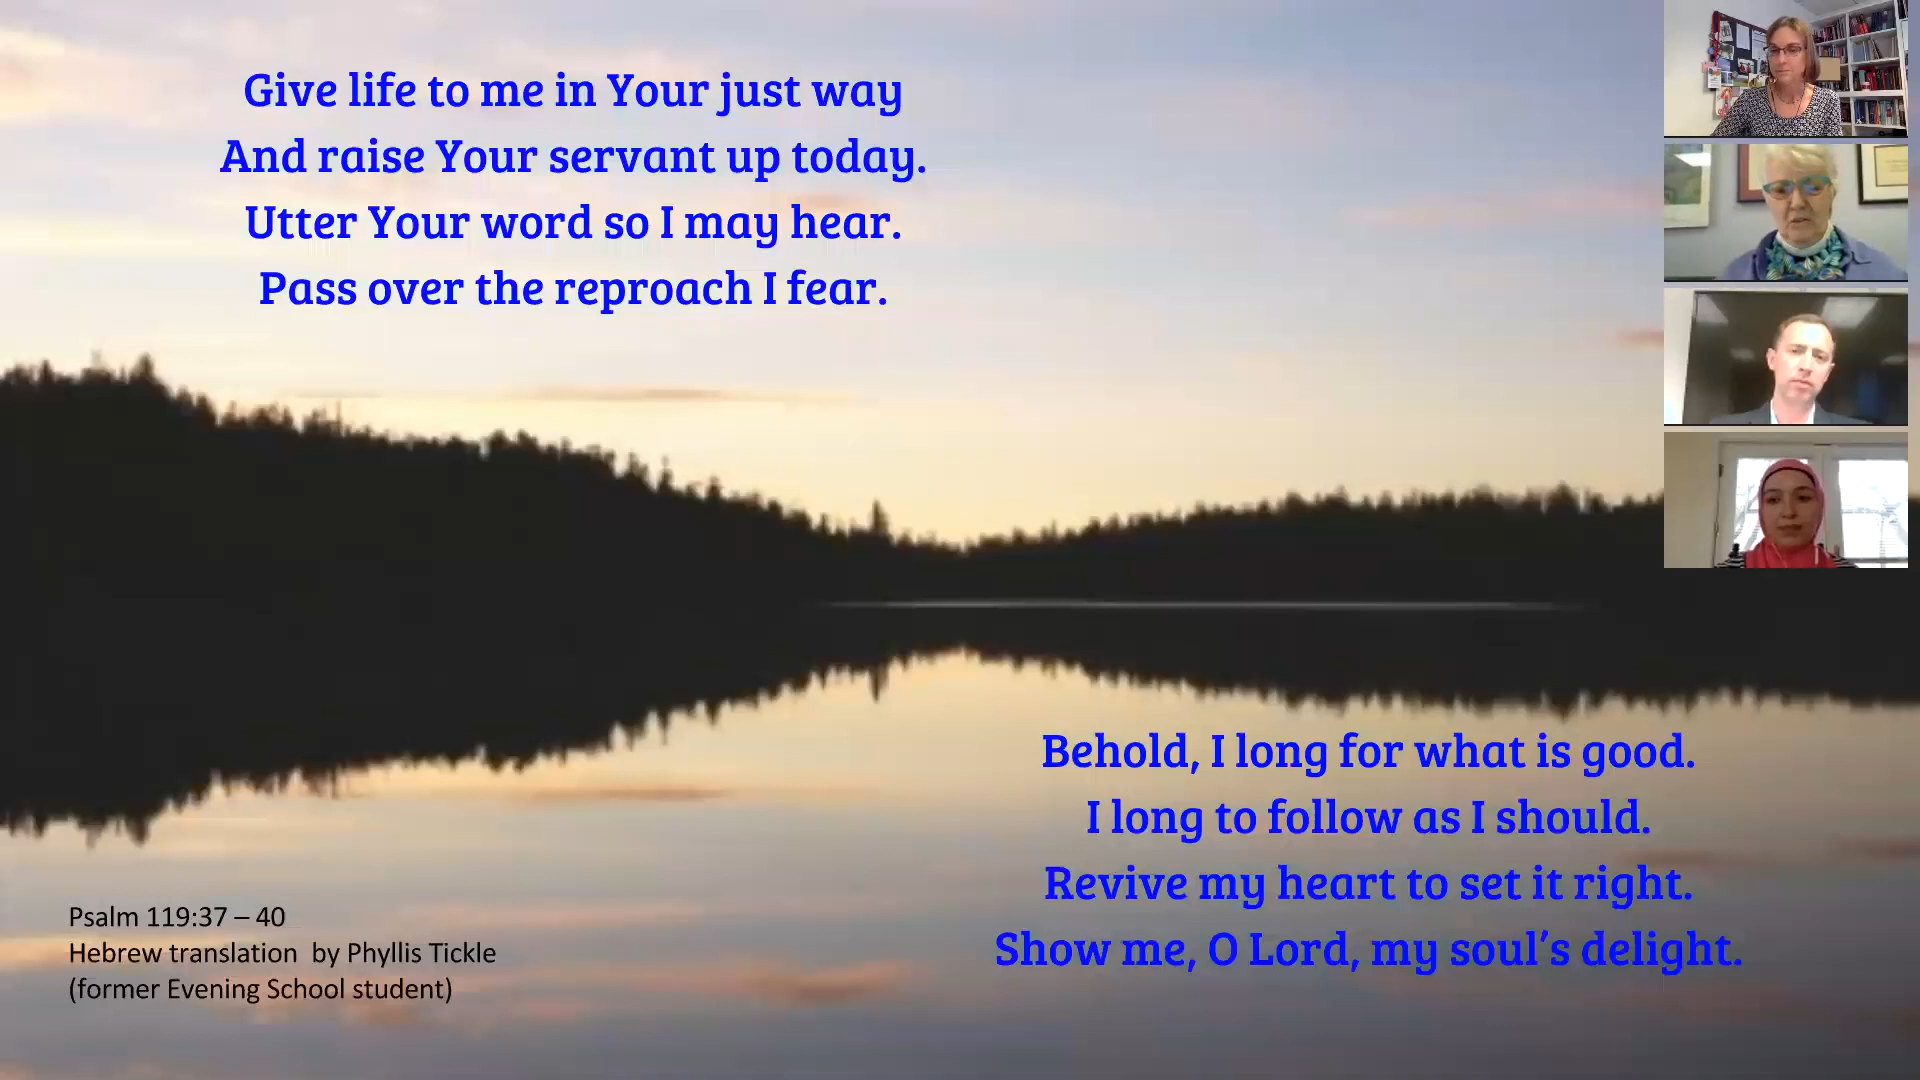 Give life to me in Your just way
And raise Your servant up today.
Utter Your word so I may hear.
Pass over the reproach I fear.
Behold, I long for what is good.
I long to follow as I should.
Revive my heart to set it right.
Show me, O Lord, my soul's delight.
Psalm 119:37 – 40
Hebrew translation  by Phyllis Tickle
(former Evening School student)